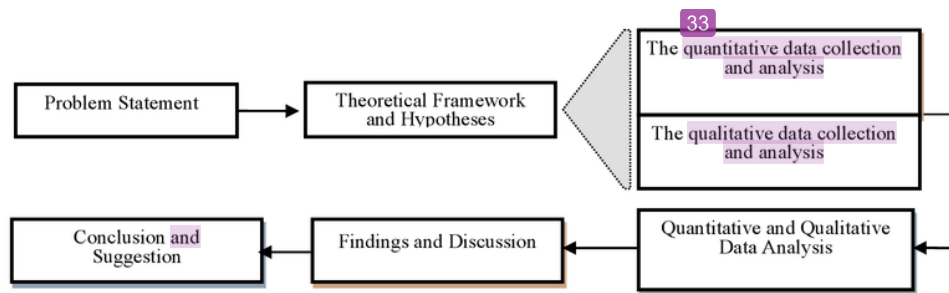 33
The quantitative data collection
and analysis
Problem Statement
Theoretical Framework
and Hypotheses
The qualitative data collection
and analysis
Conclusion and
Suggestion
Findings and Discussion
Quantitative and Qualitative
Data Analysis